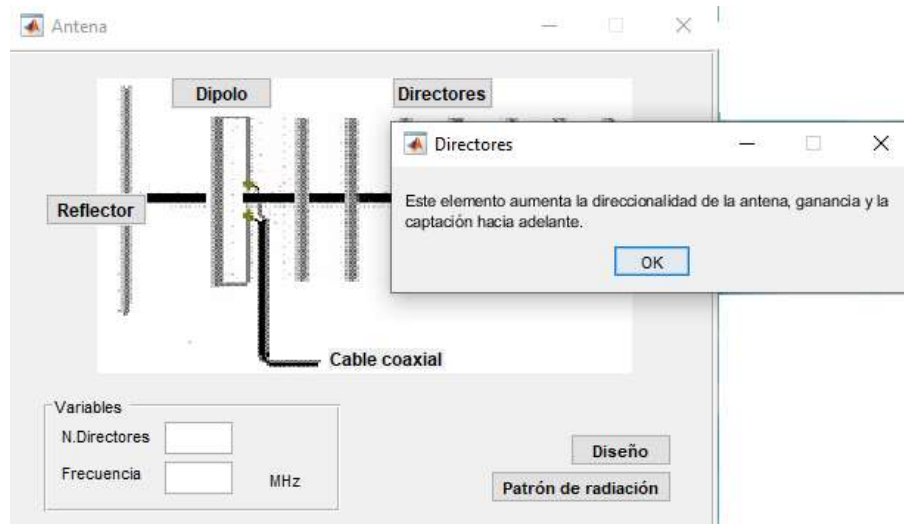 Antena
Dipolo
Directores
Directores
Este elemento aumenta la direccionalidad de la antena, ganancia y la
captación hacia adelante.
OK
Reflector
Cable coaxial
Variables
N.Directores
Frecuencia
MHz
Diseño
Patrón de radiación